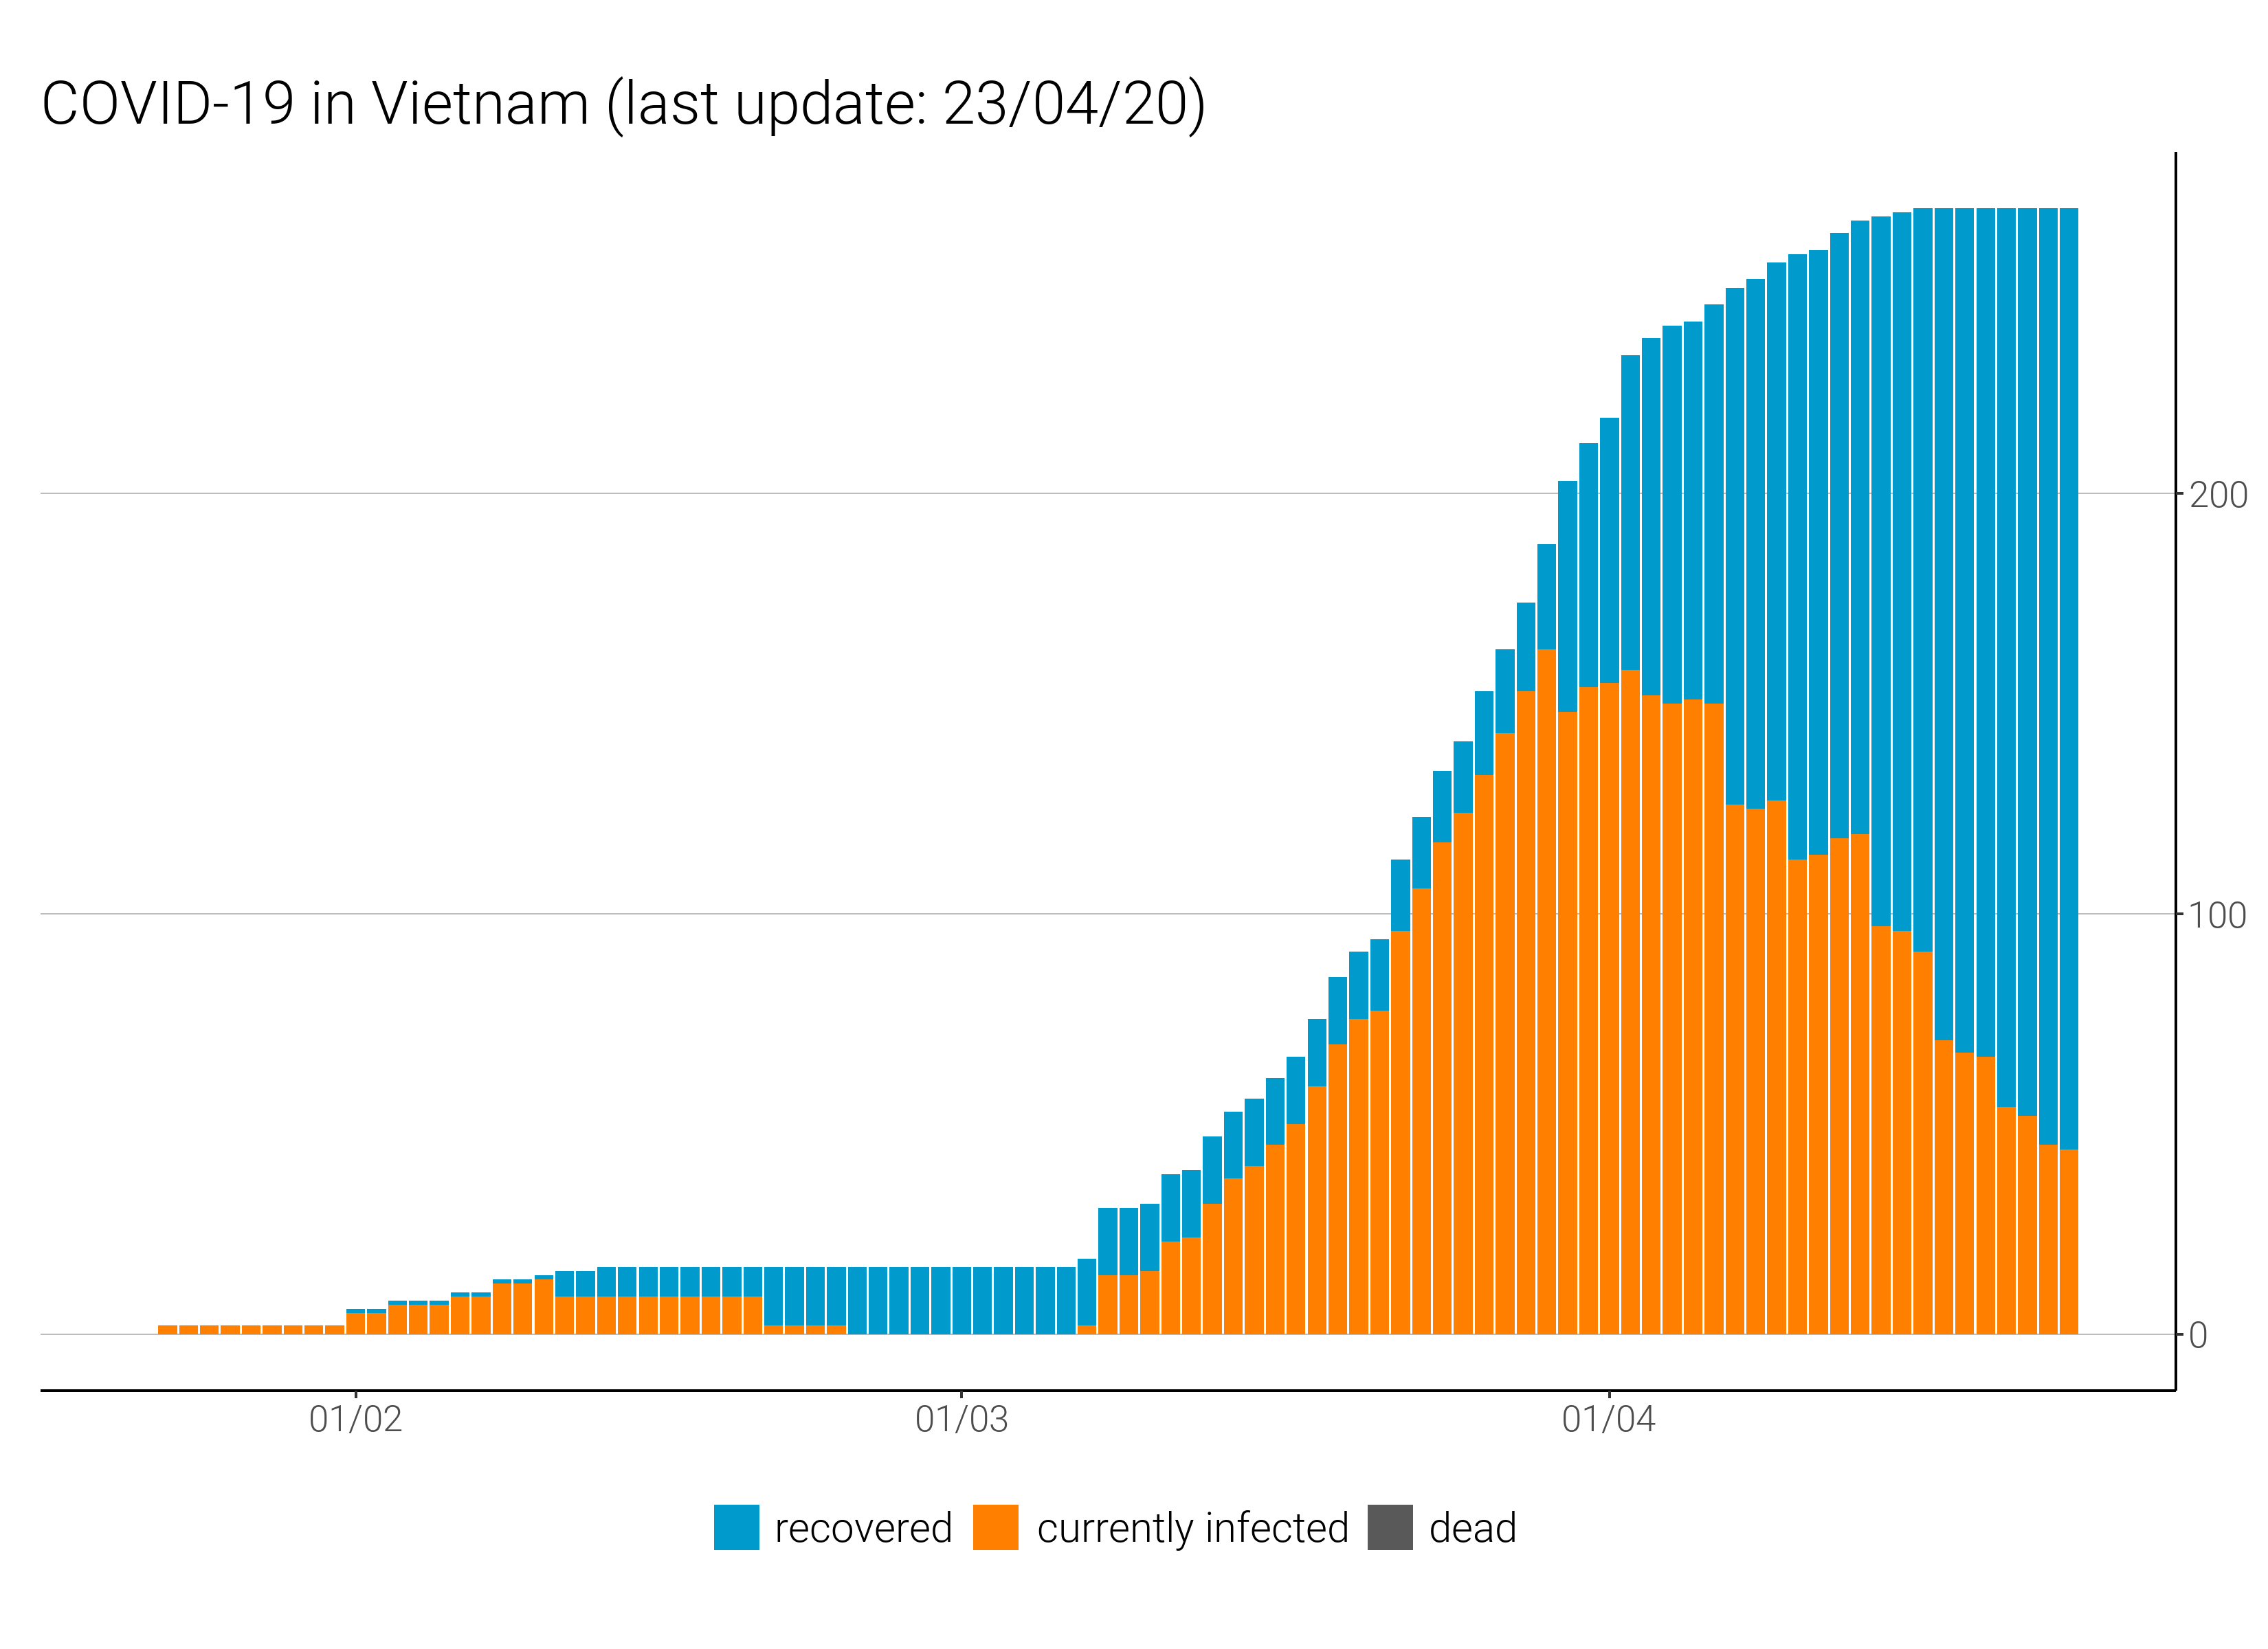 COVID-19 in Vietnam (last update: 23/04/20)
200
100
0
01/02 01/03 01/04
recovered currently infected dead